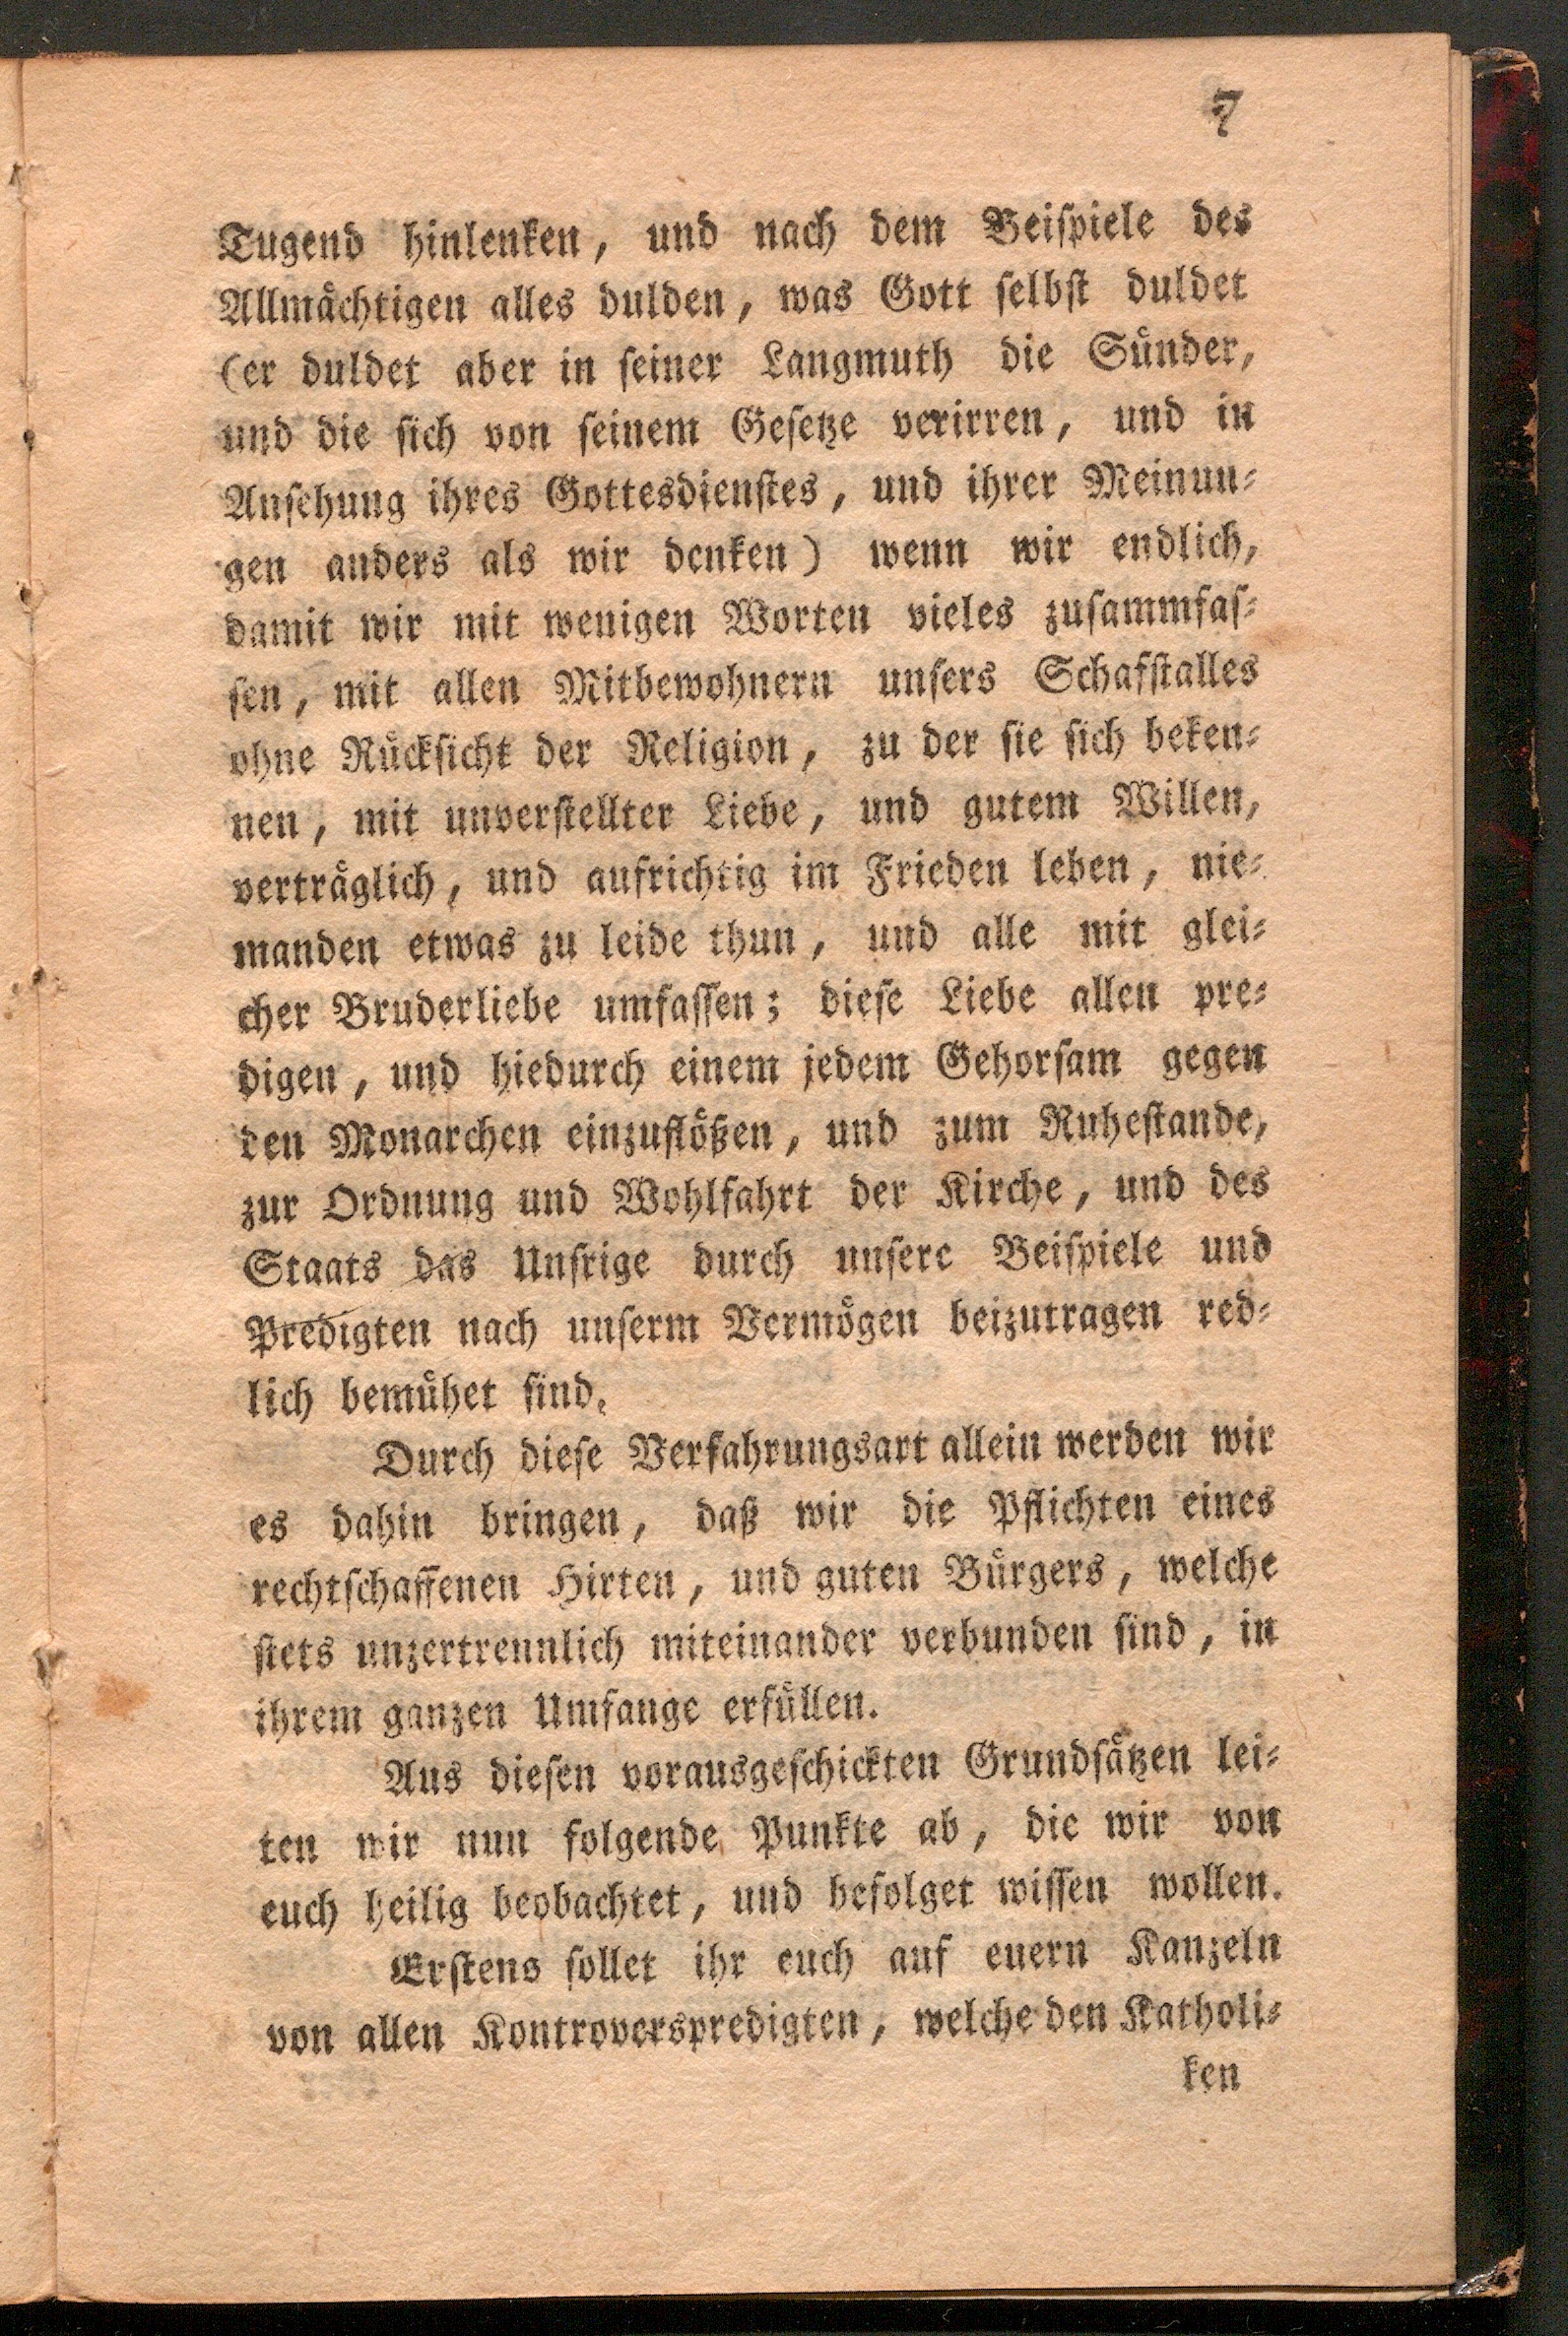 7
Tugend hinlenken, und nach dem Beispiele des
Allmächtigen alles dulden, was Gott selbst duldet
(er duldet aber in seiner Langmuth die Sünder,
und die sich von seinem Gesetze verirren, und in
Ansehung ihres Gottesdienstes, und ihrer Meinun-
gen anders als wir denken) wenn wir endlich,
damit wir mit wenigen Worten vieles zusammfas-
sen, mit allen Mitbewohnern unsers Schafstalles
ohne Rücksicht der Religion, zu der sie sich beken-
nen, mit unverstellter Liebe, und gutem Willen,
verträglich, und aufrichtig im Frieden leben, nie-
manden etwas zu leide thun, und alle mit glei-
cher Bruderliebe umfassen; diese Liebe allen pre-
digen, und hiedurch einem jedem Gehorsam gegen
den Monarchen einzuflößen, und zum Ruhestande,
zur Ordnung und Wohlfahrt der Kirche, und des
Staats das Unsrige durch unsere Beispiele und
Predigten nach unserm Vermögen beizutragen red-
lich bemühet sind.
Durch diese Verfahrungsart allein werden wir
es dahin bringen, daß wir die Pflichten eines
rechtschaffenen Hirten, und guten Bürgers, welche
stets unzertrennlich miteinander verbunden sind, in
ihrem ganzen Umfange erfüllen.
Aus diesen vorausgeschickten Grundsätzen lei-
ten wir nun folgende Punkte ab, die wir von
euch heilig beobachtet, und befolget wissen wollen.
Erstens sollet ihr euch auf euern Kanzeln
von allen Kontroverspredigten, welche den Katholi-
ken